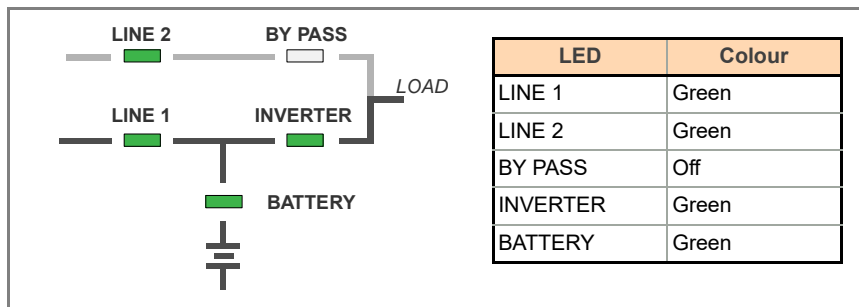 LINE 2 BY PASS
LOAD
LINE 1 INVERTER
BATTERY
LED Colour
LINE 1 Green
LINE 2 Green
BY PASS Off
INVERTER Green
BATTERY Green